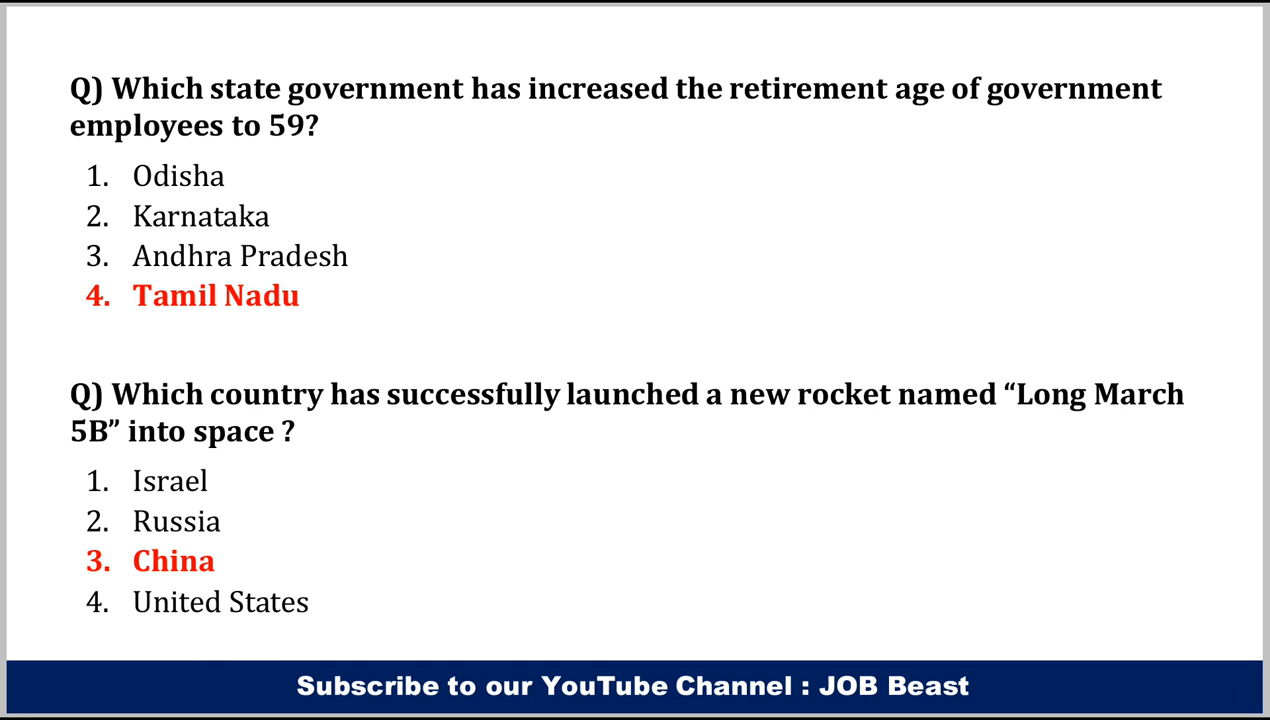 Q) Which state government has increased the retirement age of government
employees to 59?
1. Odisha
2. Karnataka
3. Andhra Pradesh
4. Tamil Nadu
Q) Which country has successfully launched a new rocket named “Long March
5B” into space ?
1. Israel
2. Russia
3. China
4. United States
Subscribe to our YouTube Channel : JOB Beast